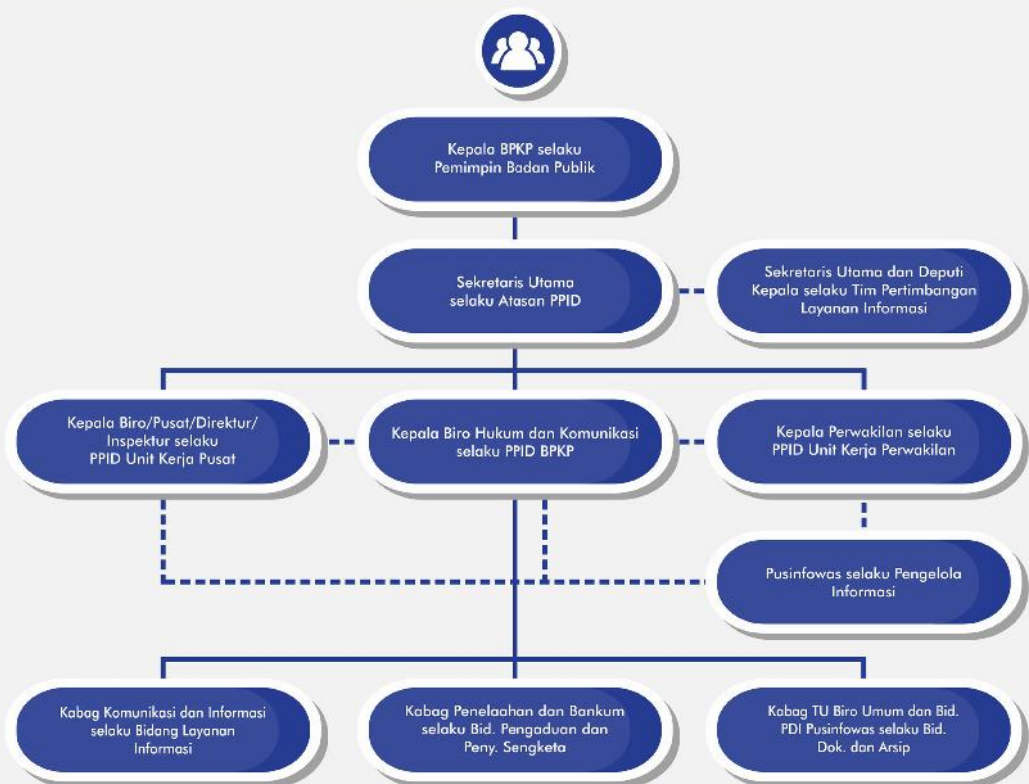 Kepala BPKP selaku
Pemimpin Badan Publik
Sekretaris Utama
selaku Atasan PPID
Sekretaris Utama dan Deputi
Kepala selaku Tim Pertimbangan
Layanan Informasi
Kepala Biro/Pusat/Direktur/
Inspektur selaku
PPID Unit Kerja Pusat
Kepala Biro Hukum dan Komunikasi
selaku PPID BPKP
Kepala Perwakilan selaku
PPID Unit Kerja Perwakilan
Pusinfowas selaku Pengelola
Informasi
Kabag Komunikasi dan Informasi
selaku Bidang Layanan
Informasi
Kabag Penelaahan dan Bankum
selaku Bid. Pengaduan dan
Peny. Sengketa
Kabag TU Biro Umum dan Bid.
PDI Pusinfowas selaku Bid.
Dok. dan Arsip